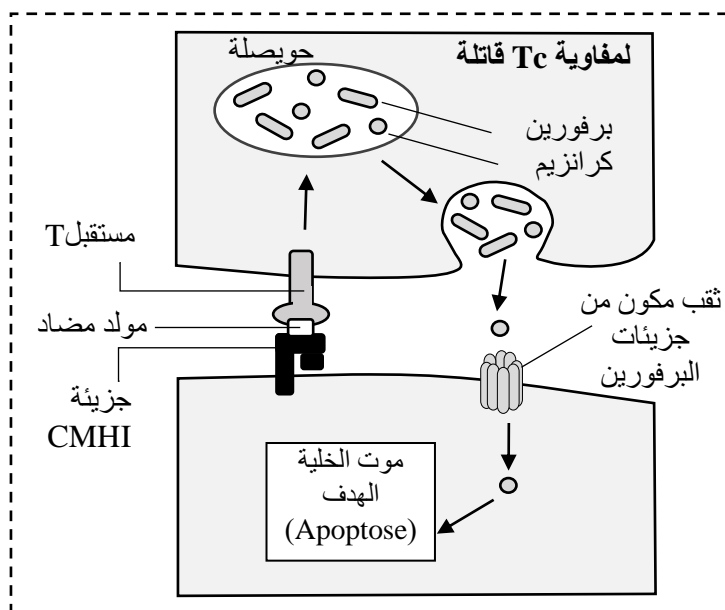 لمفاوية Tc قاتلة
حويصلة
برفورين
كرانزيم
مستقبلT
مولد مضاد
جزيئة
CMHI
ثقب مكون من
جزيئات
البرفورين
موت الخلية
الهدف
(Apoptose)